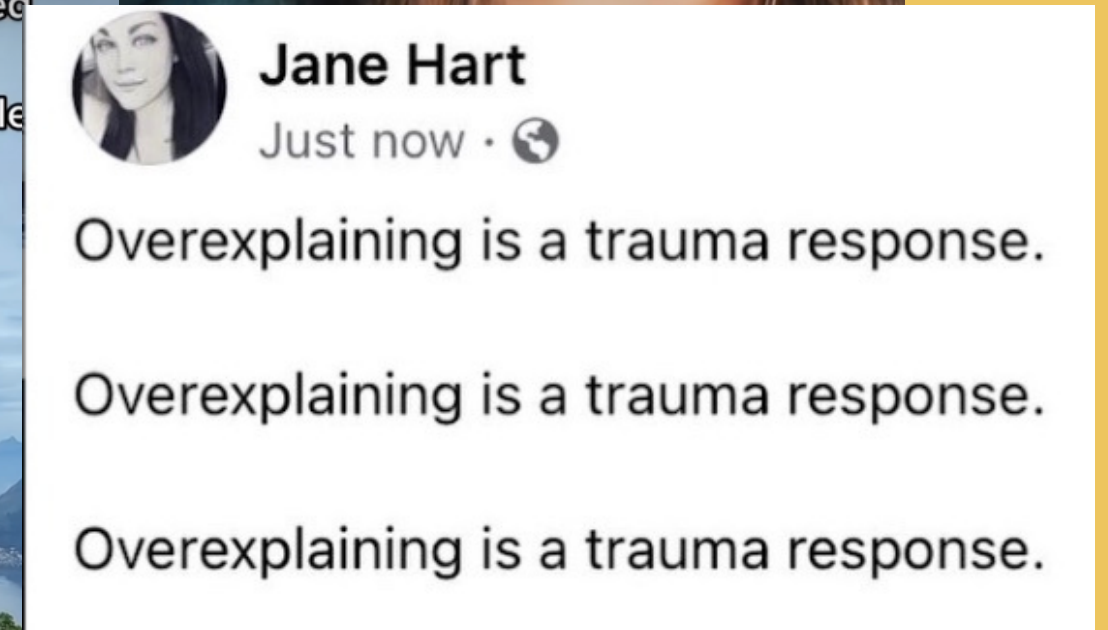 Jane Hart
Just now ·
Overexplaining is a trauma response.
Overexplaining is a trauma response.
Overexplaining is a trauma response.